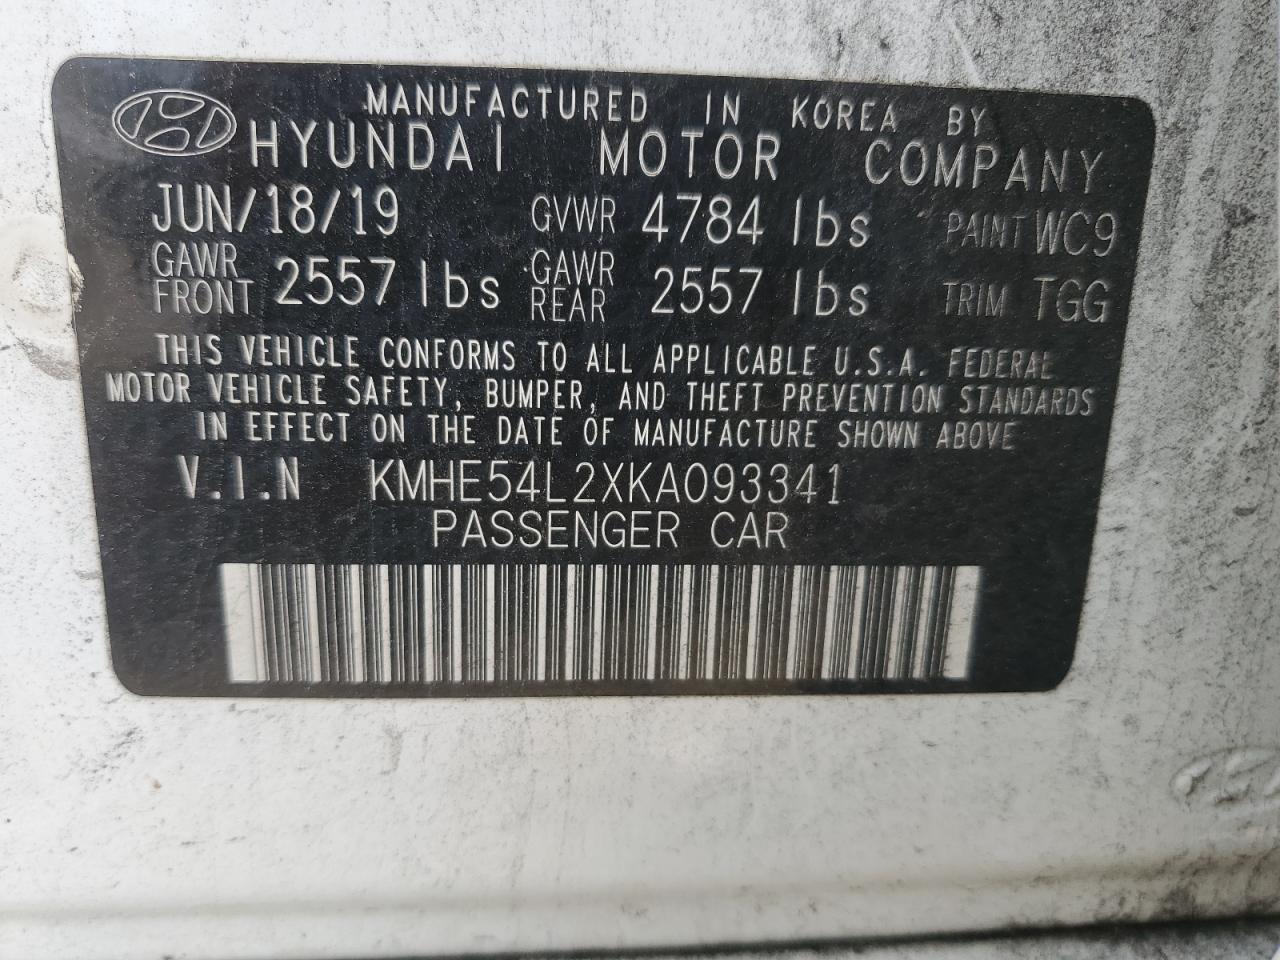 MANUFACTURED IN KOREA BY
HYUNDAI MOTOR COMPANY
JUN/18/19 GVWR 4784 lbs PAINT WC9
GAWR FRONT 2557 lbs GAWR REAR 2557 lbs TRIM TGG
THIS VEHICLE CONFORMS TO ALL APPLICABLE U.S.A. FEDERAL
MOTOR VEHICLE SAFETY, BUMPER, AND THEFT PREVENTION STANDARDS
IN EFFECT ON THE DATE OF MANUFACTURE SHOWN ABOVE
V.I.N KMHE54L2XKA093341
PASSENGER CAR